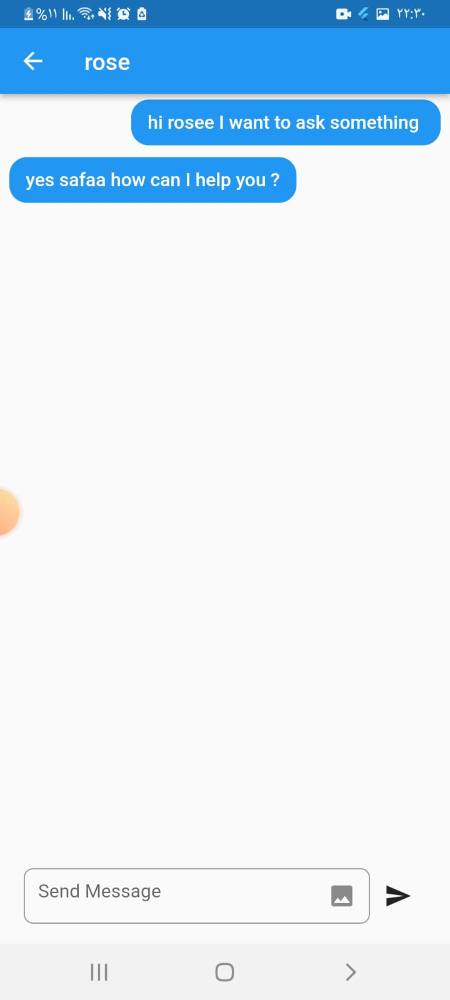 %١١
٢٢:٣٠
rose
hi rosee I want to ask something
yes safaa how can I help you ?
Send Message